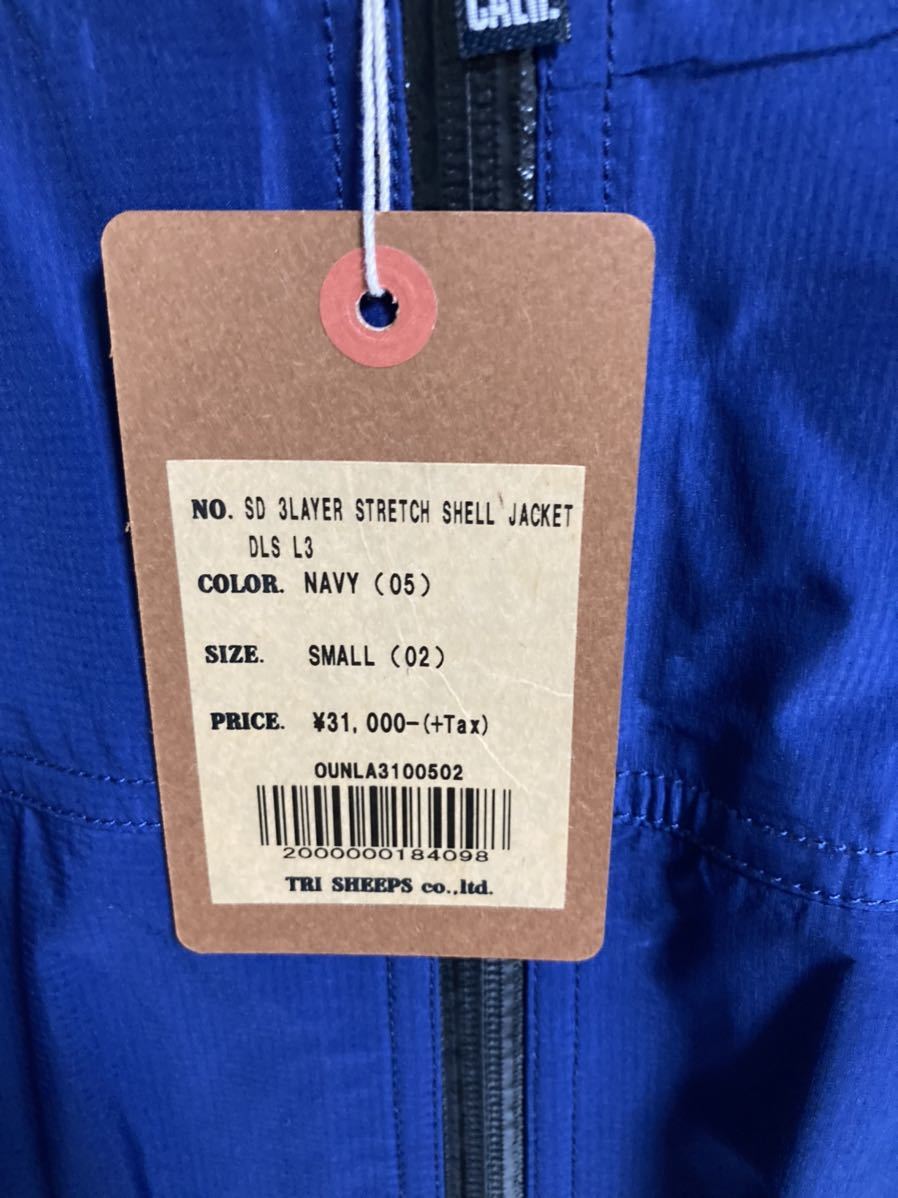 CALIF.
NO. SD 3LAYER STRETCH SHELL JACKET
DLS L3
COLOR. NAVY (05)
SIZE. SMALL (02)
PRICE. ¥31,000-(+Tax)
OUNLA3100502
2000000184098
TRI SHEEPS co.,ltd.